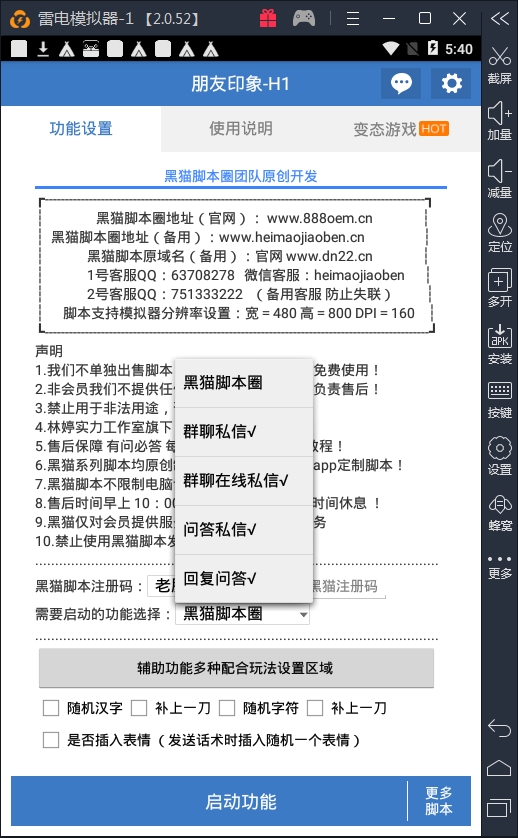 雷电模拟器-1 【2.0.52】
5:40
朋友印象-H1
功能设置 使用说明 变态游戏 HOT
黑猫脚本圈团队原创开发
黑猫脚本圈地址（官网）：www.888oem.cn
黑猫脚本圈地址（备用）：www.heimaojiaoben.cn
黑猫脚本原域名（备用）：官网 www.dn22.cn
1号客服QQ：63708278 微信客服：heimaojiaoben
2号客服QQ：751333222 （备用客服 防止失联）
脚本支持模拟器分辨率设置：宽 = 480 高 = 800 DPI = 160
声明
1.我们不单独出售脚本 免费使用！
2.非会员我们不提供任 负责售后！
3.禁止用于非法用途，
4.林婷实力工作室旗下
5.售后保障 有问必答 程！
6.黑猫系列脚本均原创 app定制脚本！
7.黑猫脚本不限制电脑
8.售后时间早上 10：00 时间休息 ！
9.黑猫仅对会员提供服 务
10.禁止使用黑猫脚本
黑猫脚本圈
群聊私信√
群聊在线私信√
问答私信√
回复问答√
黑猫脚本注册码： 黑猫注册码
需要启动的功能选择： 黑猫脚本圈
辅助功能多种配合玩法设置区域
随机汉字 补上一刀 随机字符 补上一刀
是否插入表情（发送话术时插入随机一个表情）
启动功能
更多
脚本
截屏
加量
减量
定位
多开
APK
安装
按键
设置
蜂窝
更多